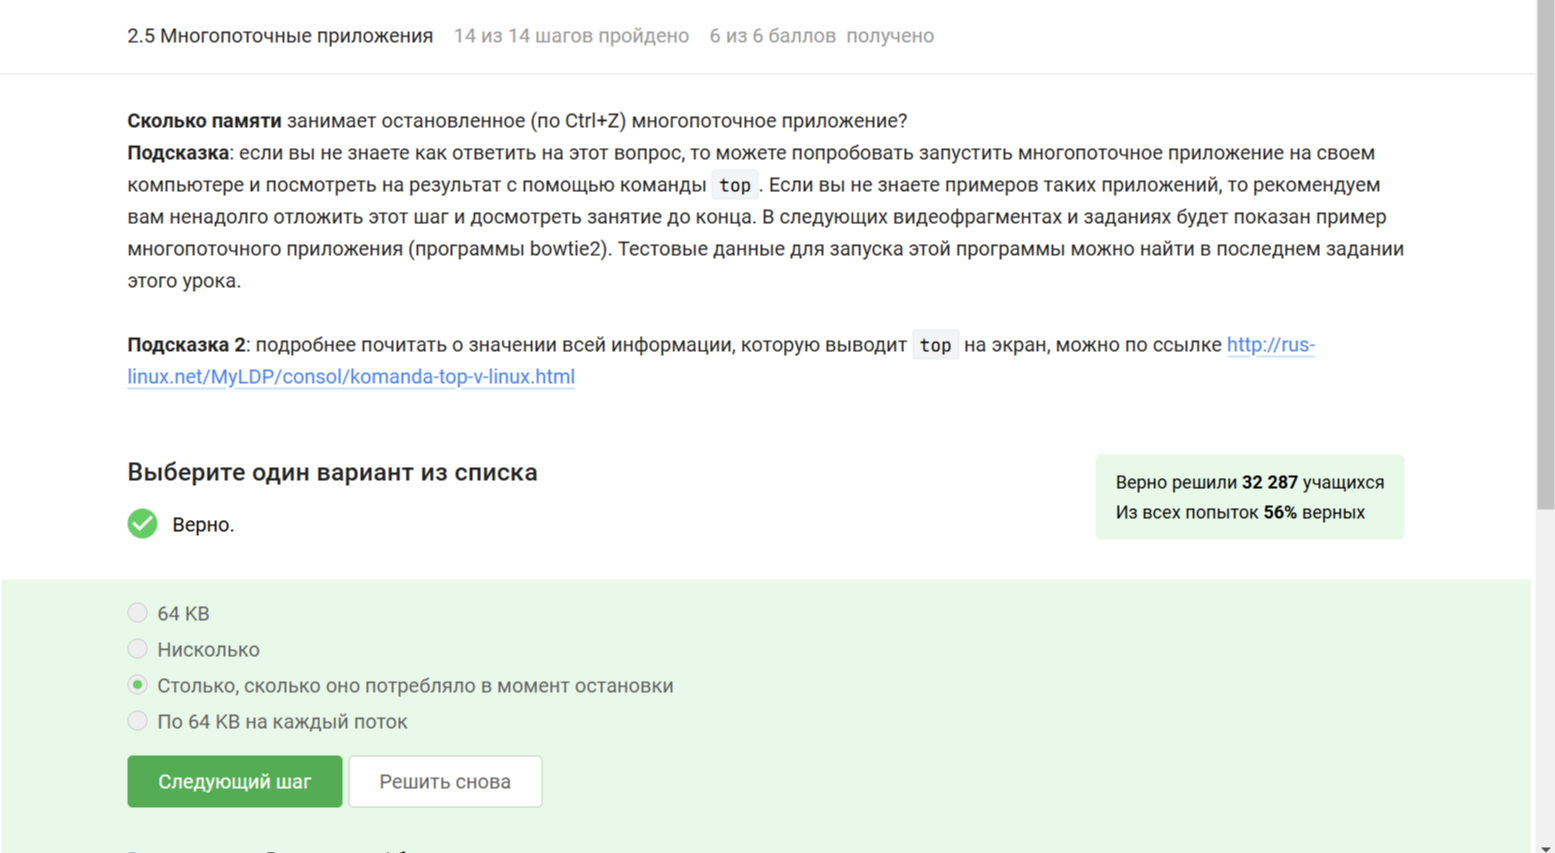 2.5 Многопоточные приложения 14 из 14 шагов пройдено 6 из 6 баллов получено
Сколько памяти занимает остановленное (по Ctrl+Z) многопоточное приложение?
Подсказка: если вы не знаете как ответить на этот вопрос, то можете попробовать запустить многопоточное приложение на своем
компьютере и посмотреть на результат с помощью команды top . Если вы не знаете примеров таких приложений, то рекомендуем
вам ненадолго отложить этот шаг и досмотреть занятие до конца. В следующих видеофрагментах и заданиях будет показан пример
многопоточного приложения (программы bowtie2). Тестовые данные для запуска этой программы можно найти в последнем задании
этого урока.
Подсказка 2: подробнее почитать о значении всей информации, которую выводит top на экран, можно по ссылке http://rus-
linux.net/MyLDP/consol/komanda-top-v-linux.html
Выберите один вариант из списка
Верно решили 32 287 учащихся
Из всех попыток 56% верных
Верно.
64 KB
Нисколько
Столько, сколько оно потребляло в момент остановки
По 64 KB на каждый поток
Следующий шаг Решить снова